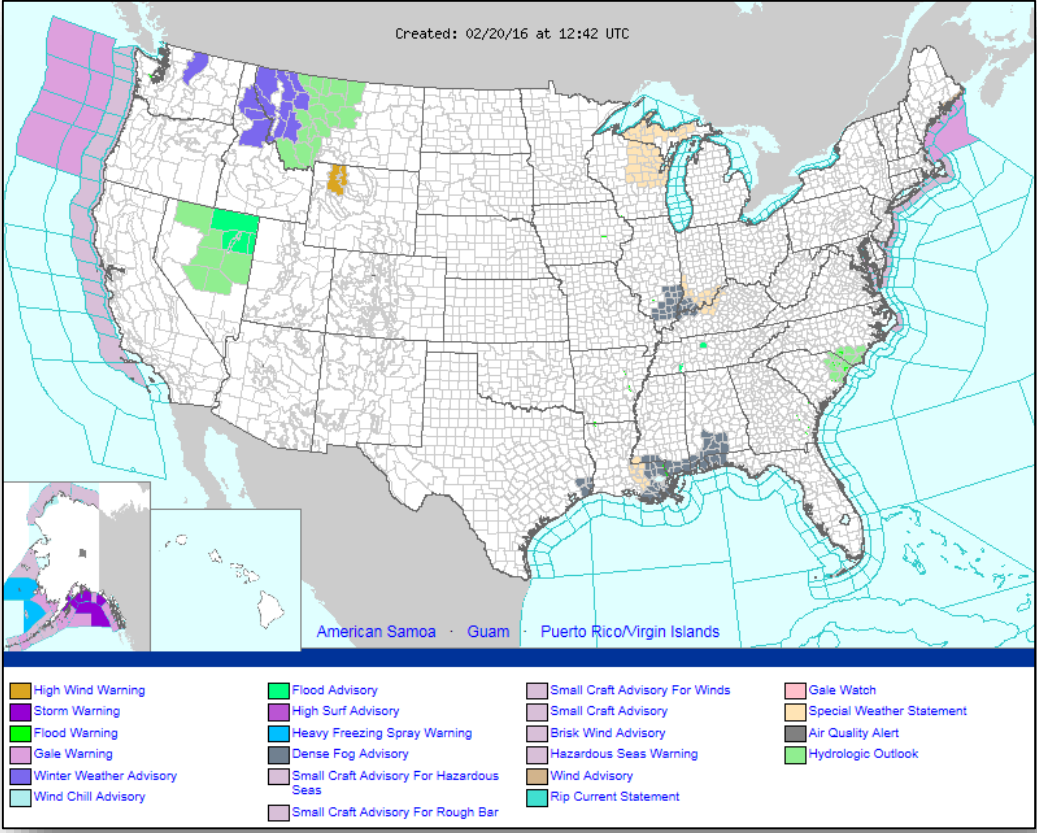 Created: 02/20/16 at 12:42 UTC
American Samoa · Guam · Puerto Rico/Virgin Islands
High Wind Warning
Storm Warning
Flood Warning
Gale Warning
Winter Weather Advisory
Wind Chill Advisory
Flood Advisory
High Surf Advisory
Heavy Freezing Spray Warning
Dense Fog Advisory
Small Craft Advisory For Hazardous
Seas
Small Craft Advisory For Rough Bar
Small Craft Advisory For Winds
Small Craft Advisory
Brisk Wind Advisory
Hazardous Seas Warning
Wind Advisory
Rip Current Statement
Gale Watch
Special Weather Statement
Air Quality Alert
Hydrologic Outlook